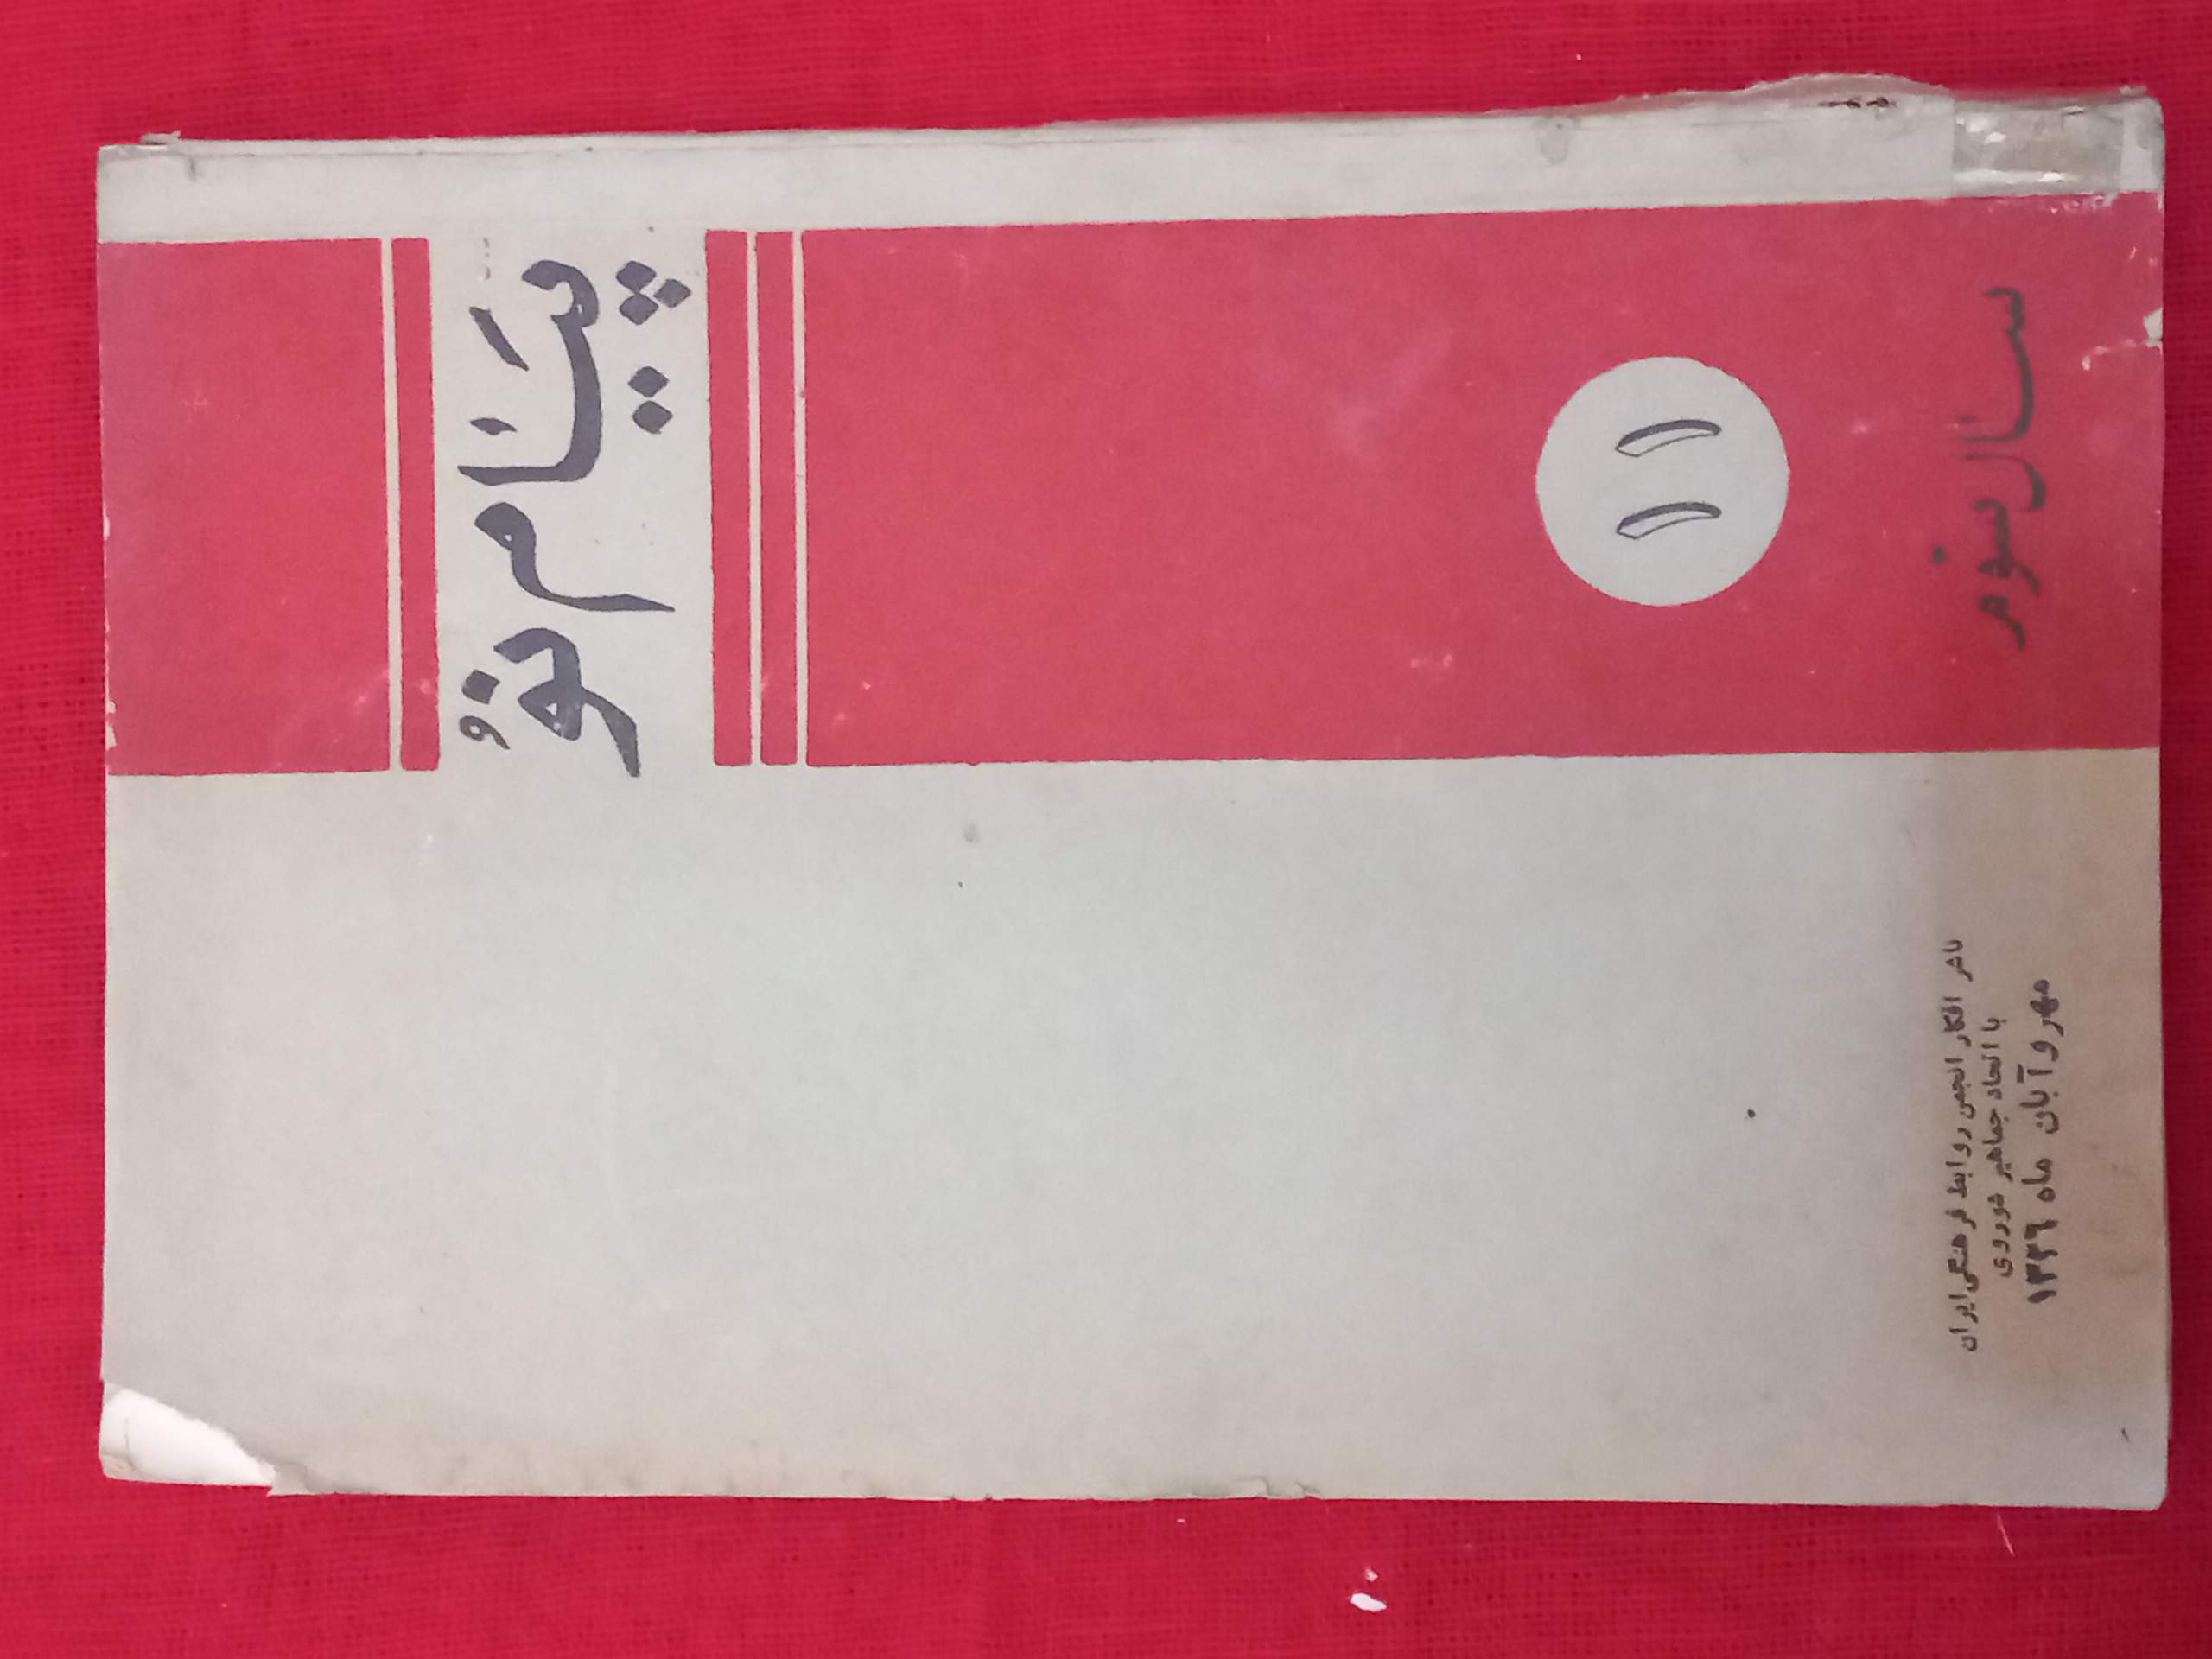 پیام نو
۱۱
سال سوم
ناشر افکار انجمن روابط فرهنگی ایران
با اتحاد جماهیر شوروی
مهر و آبان ماه ۱۳۲۶